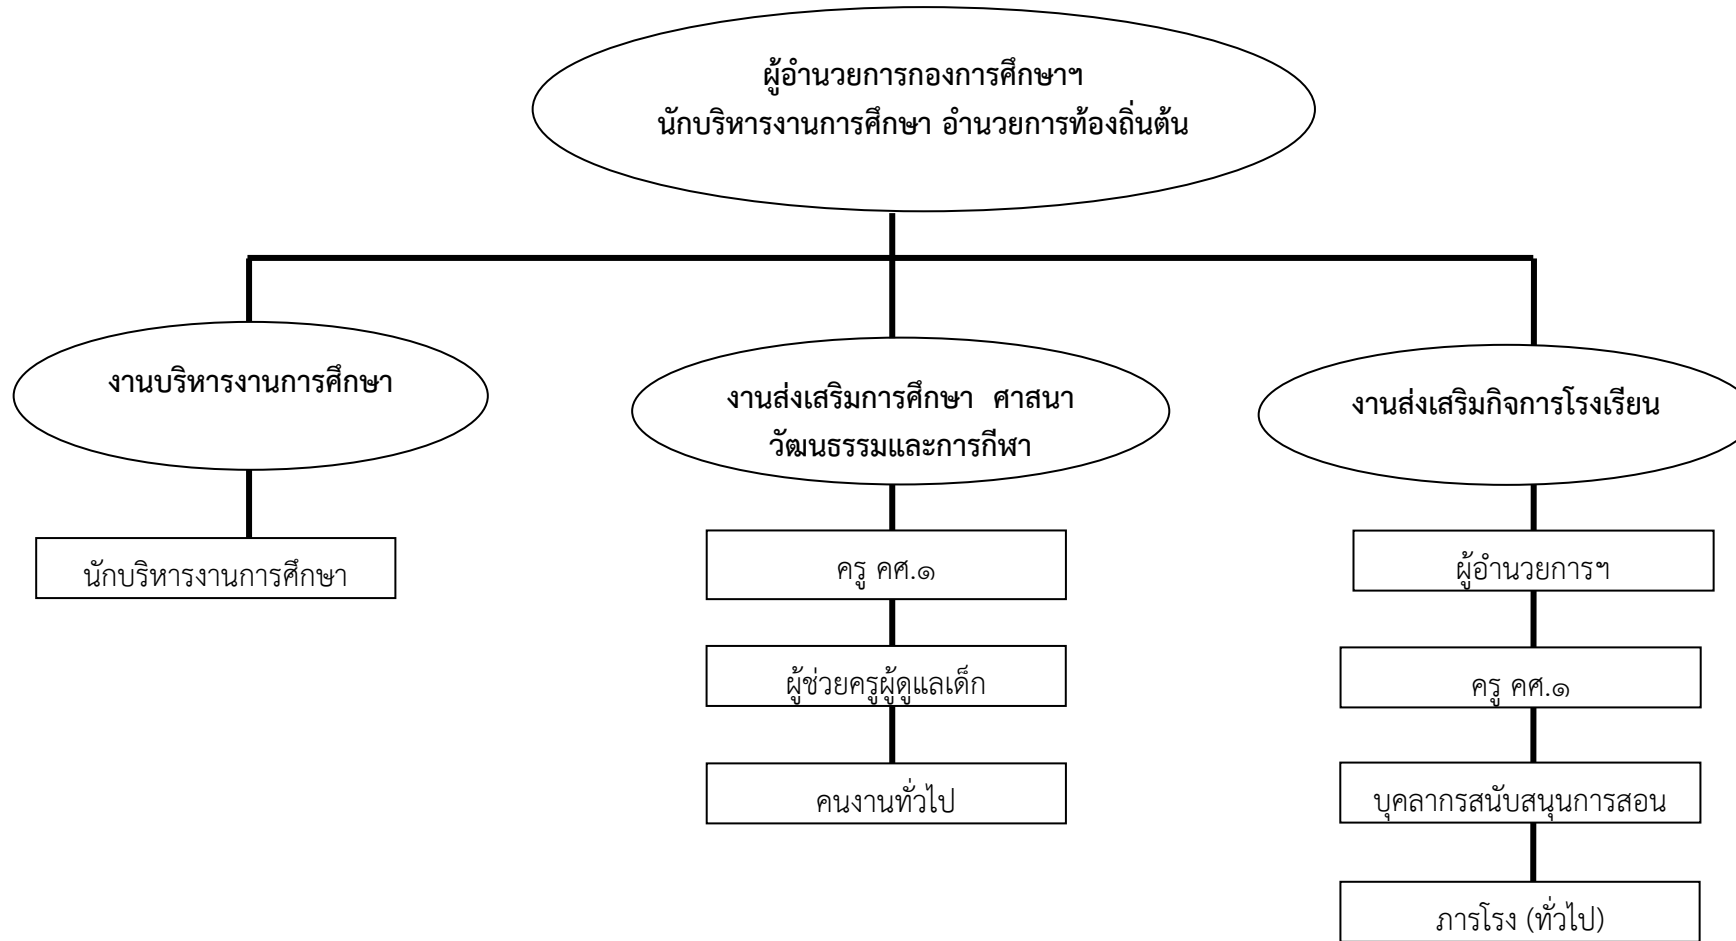 ผู้อำนวยการกองการศึกษาฯ
นักบริหารงานการศึกษา อำนวยการท้องถิ่นต้น
งานบริหารงานการศึกษา
นักบริหารงานการศึกษา
งานส่งเสริมการศึกษา ศาสนา
วัฒนธรรมและการกีฬา
ครู คศ.๑
ผู้ช่วยครูผู้ดูแลเด็ก
คนงานทั่วไป
งานส่งเสริมกิจการโรงเรียน
ผู้อำนวยการฯ
ครู คศ.๑
บุคลากรสนับสนุนการสอน
ภารโรง (ทั่วไป)